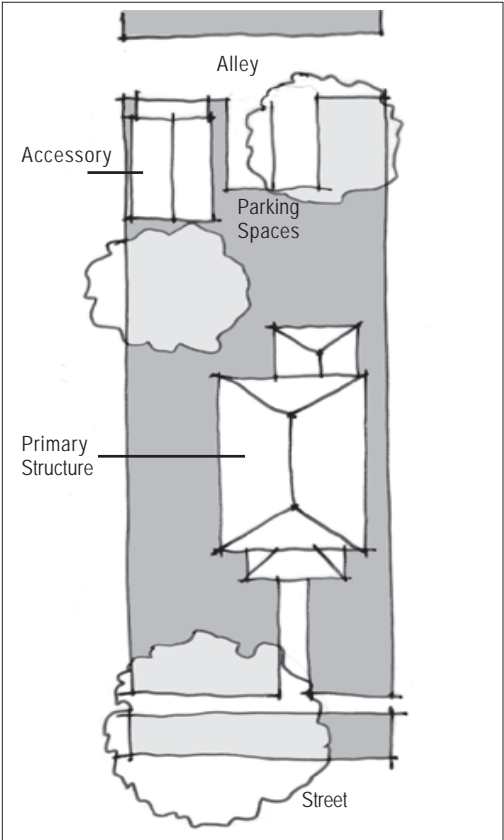 Alley
Accessory
Parking
Spaces
Primary
Structure
Street